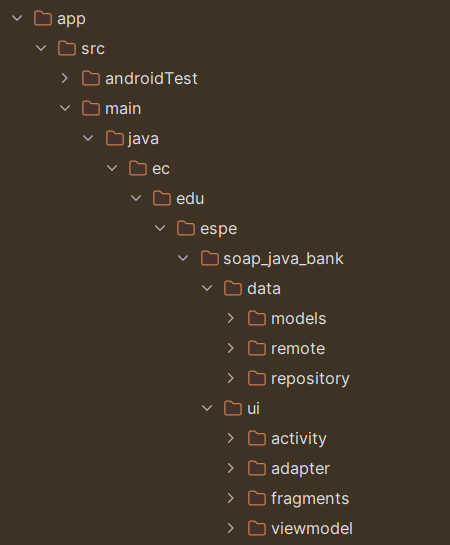 app
src
androidTest
main
java
ec
edu
espe
soap_java_bank
data
models
remote
repository
ui
activity
adapter
fragments
viewmodel